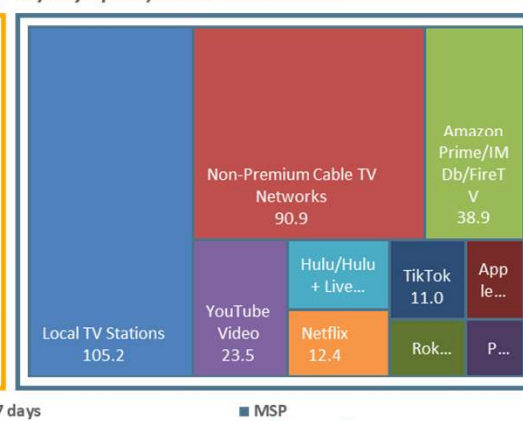 Non-Premium Cable TV
Networks
90.9
Amazon
Prime/IM
Db/FireT
V
38.9
Local TV Stations
105.2
YouTube
Video
23.5
Hulu/Hulu
+ Live...
Netflix
12.4
TikTok
11.0
App
le...
Rok...
P...
7 days
MSP